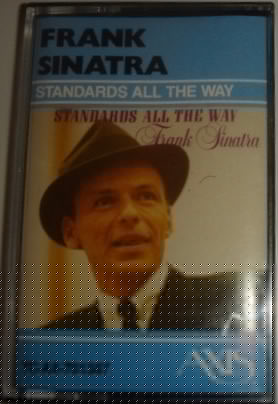 FRANK
SINATRA
STANDARDS ALL THE WAY
STANDARDS ALL THE WAY
Frank Sinatra